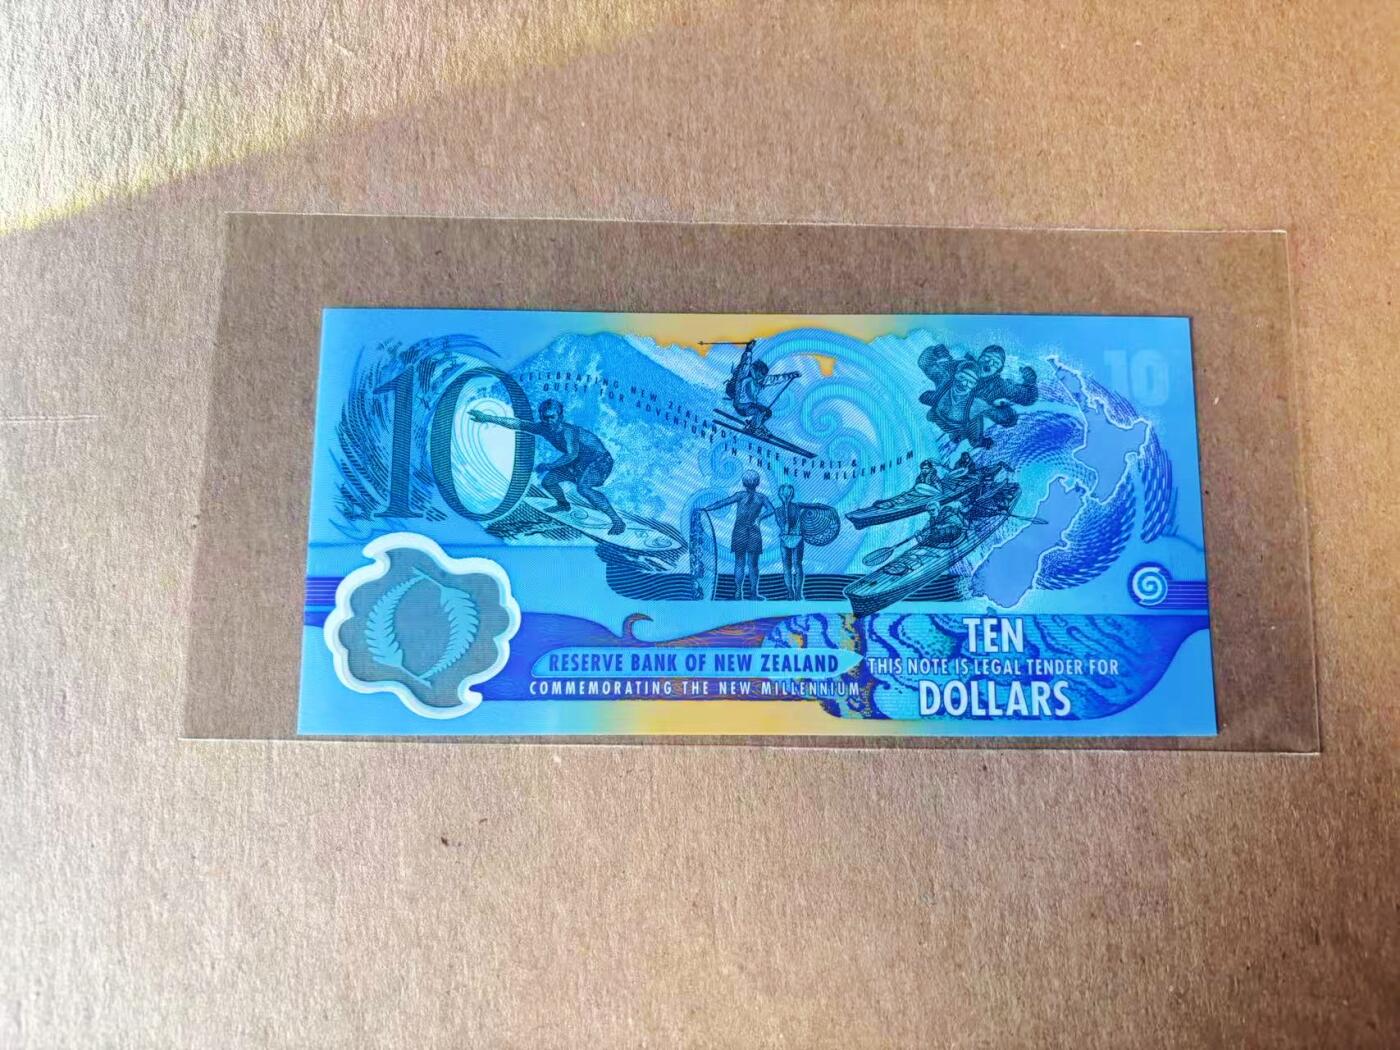 10
CELEBRATING NEW ZEALAND'S FREE SPIRIT &
QUEST FOR ADVENTURE IN THE NEW MILLENNIUM
10
RESERVE BANK OF NEW ZEALAND
COMMEMORATING THE NEW MILLENNIUM
TEN
THIS NOTE IS LEGAL TENDER FOR
DOLLARS